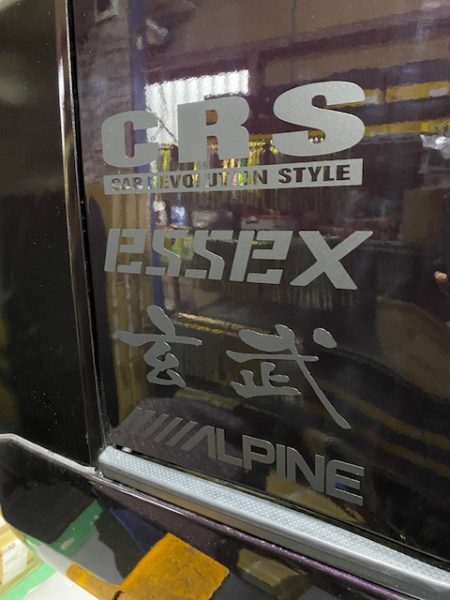 CRS
CAR REVOLUTION STYLE
essex
玄武
ALPINE